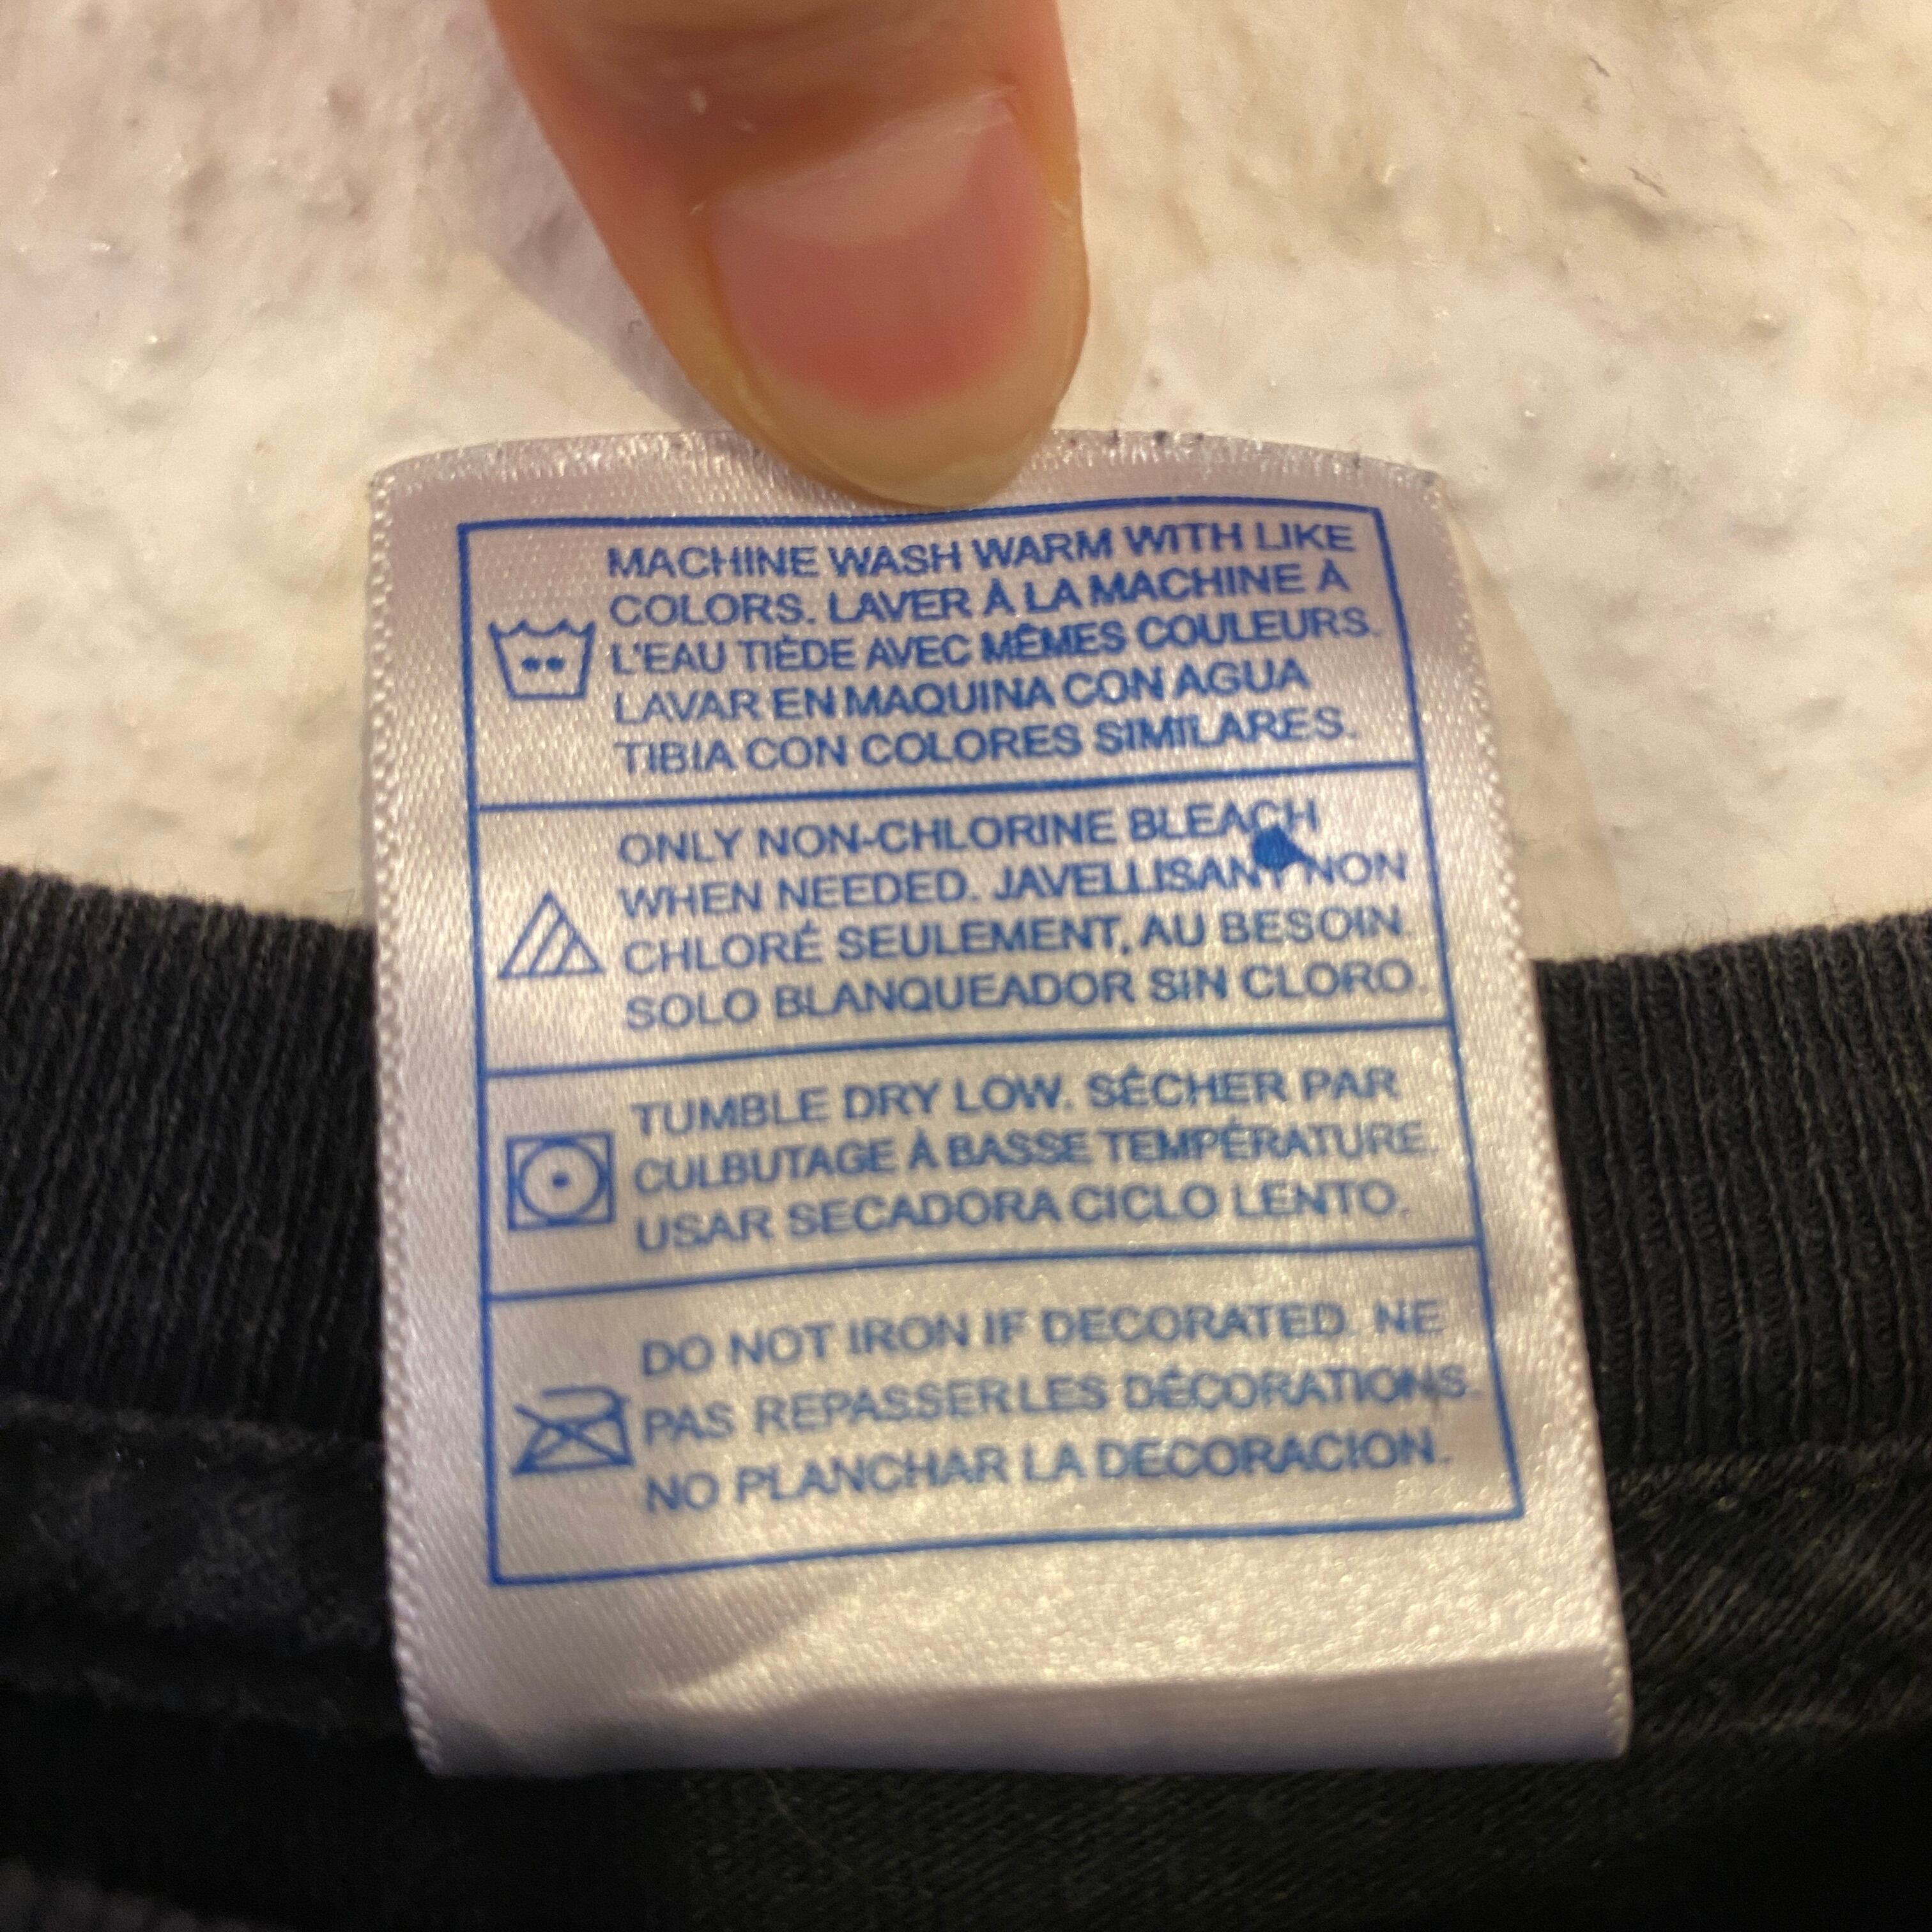 MACHINE WASH WARM WITH LIKE
COLORS. LAVER À LA MACHINE À
L'EAU TIÈDE AVEC MÊMES COULEURS.
LAVAR EN MAQUINA CON AGUA
TIBIA CON COLORES SIMILARES.
ONLY NON-CHLORINE BLEACH
WHEN NEEDED. JAVELLISANT NON
CHLORÉ SEULEMENT, AU BESOIN.
SOLO BLANQUEADOR SIN CLORO.
TUMBLE DRY LOW. SÉCHER PAR
CULBUTAGE À BASSE TEMPÉRATURE.
USAR SECADORA CICLO LENTO.
DO NOT IRON IF DECORATED. NE
PAS REPASSER LES DÉCORATIONS.
NO PLANCHAR LA DECORACION.